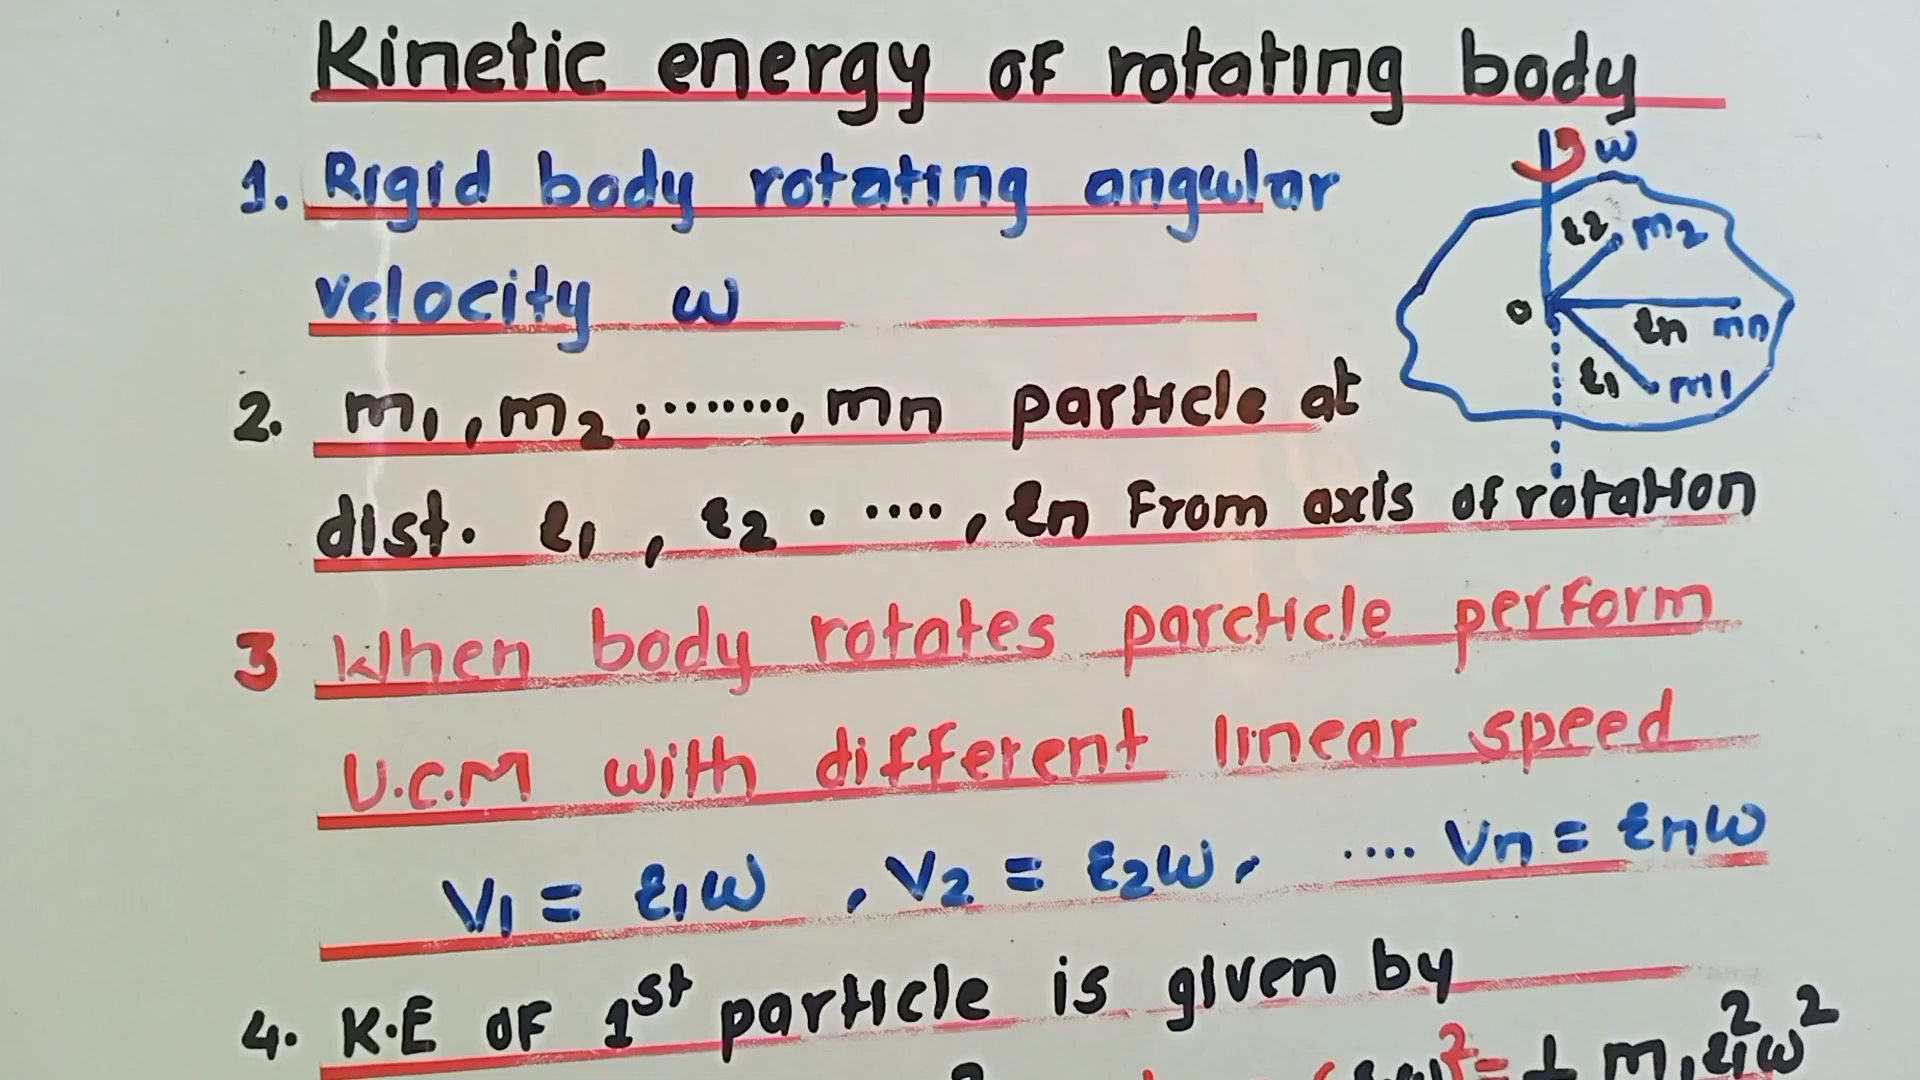 Kinetic energy of rotating body
1. Rigid body rotating angular
velocity ω
ω
r2 m2
o
rn mn
r1 m1
2. m1, m2, ......., mn particle at
dist. r1, r2 . ...., rn From axis of rotation
3 When body rotates parcticle perform
U.C.M with different linear speed
V1 = r1ω , V2 = r2ω, .... Vn = rnω
4. K.E OF 1st particle is given by
m1r1²ω²